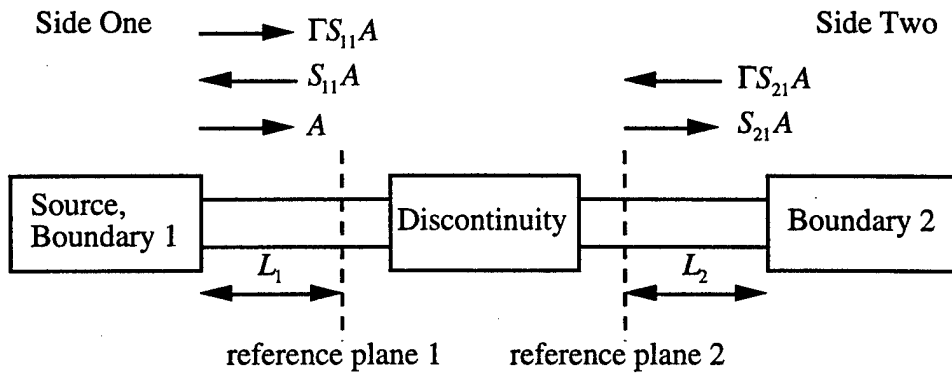 Side One
ΓS₁₁A
Side Two
S₁₁A
ΓS₂₁A
A
S₂₁A
Source,
Boundary 1
Discontinuity
Boundary 2
L₁
L₂
reference plane 1
reference plane 2